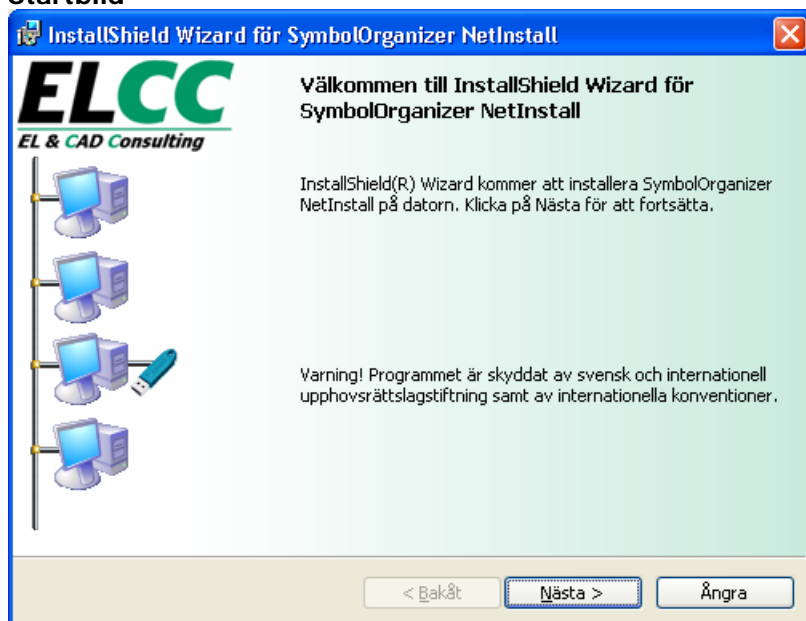 Startbild
InstallShield Wizard för SymbolOrganizer NetInstall
ELCC
EL & CAD Consulting
Välkommen till InstallShield Wizard för
SymbolOrganizer NetInstall
InstallShield(R) Wizard kommer att installera SymbolOrganizer
NetInstall på datorn. Klicka på Nästa för att fortsätta.
Varning! Programmet är skyddat av svensk och internationell
upphovsrättslagstiftning samt av internationella konventioner.
< Bakåt
Nästa >
Ångra